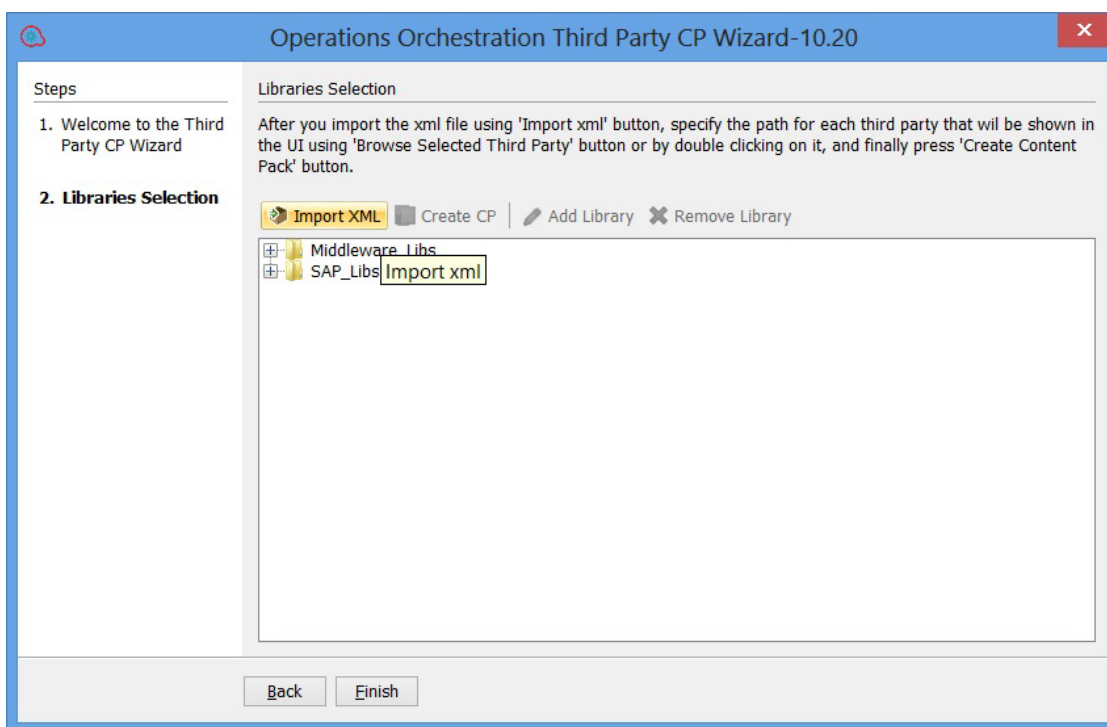 Operations Orchestration Third Party CP Wizard-10.20
Steps
1. Welcome to the Third
Party CP Wizard
2. Libraries Selection
Libraries Selection
After you import the xml file using 'Import xml' button, specify the path for each third party that wil be shown in
the UI using 'Browse Selected Third Party' button or by double clicking on it, and finally press 'Create Content
Pack' button.
Import XML Create CP Add Library Remove Library
Middleware_Libs
SAP_Libs
Import xml
Back Finish